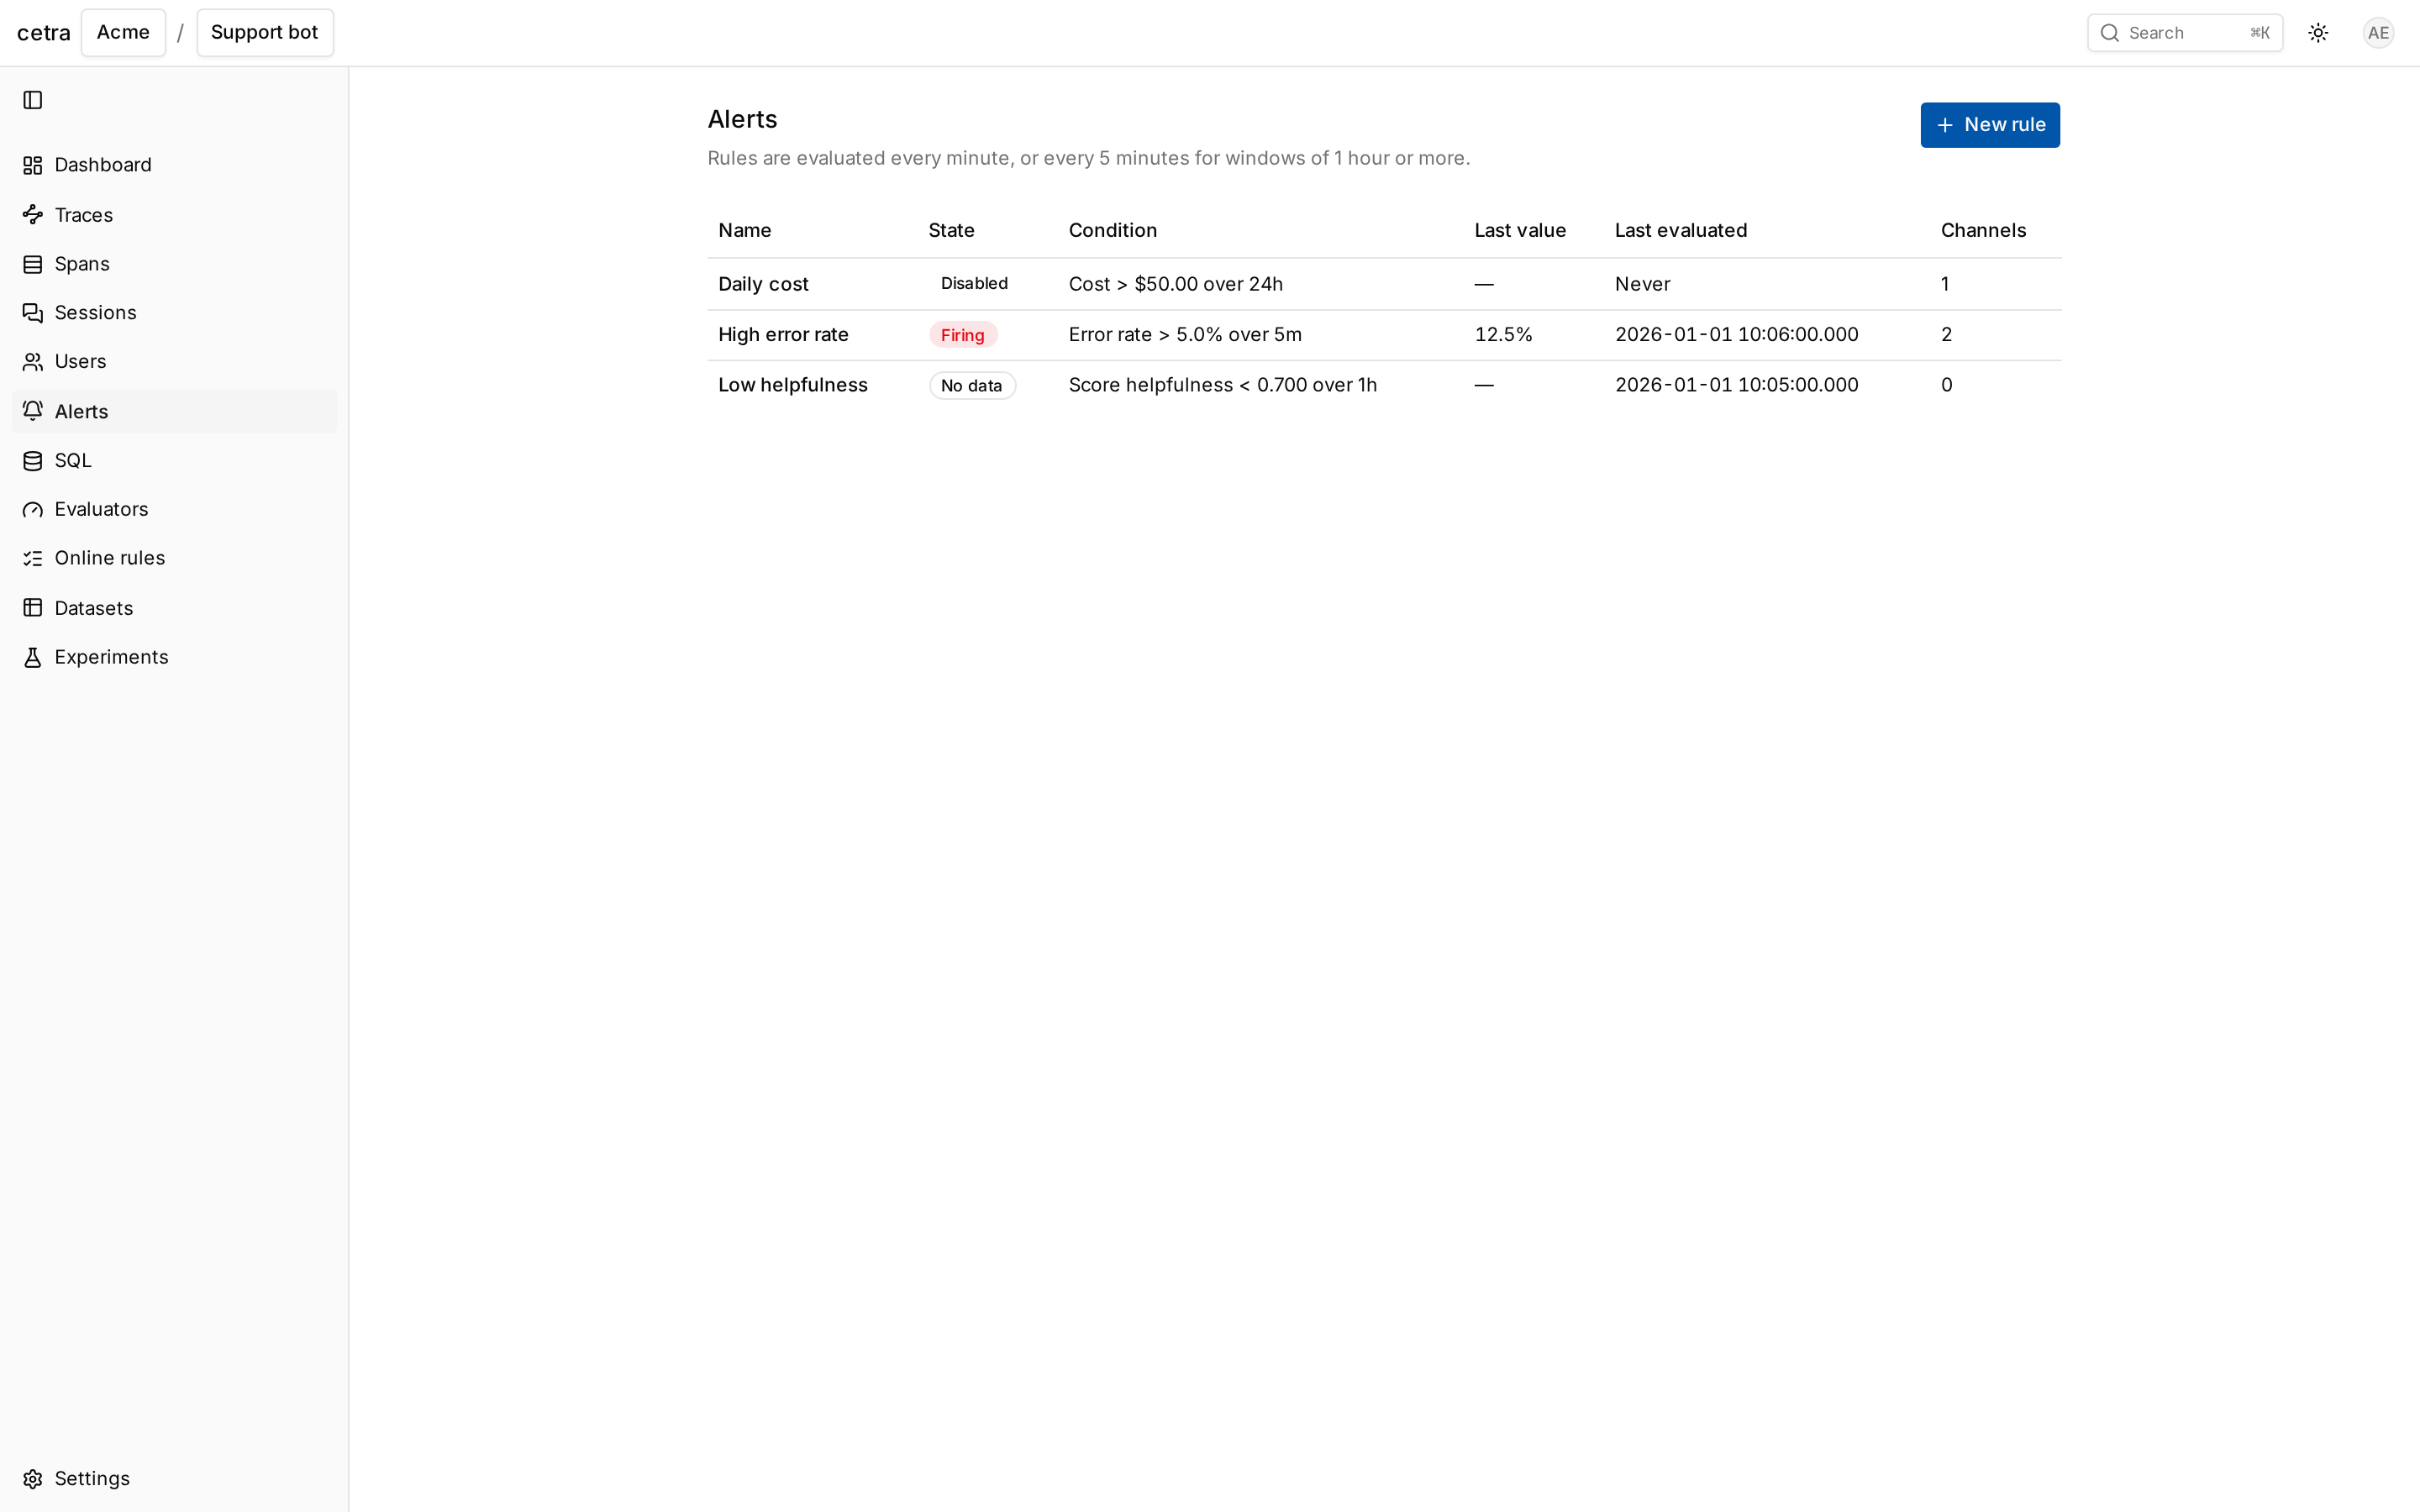 cetra Acme / Support bot Search ⌘K AE
Dashboard
Traces
Spans
Sessions
Users
Alerts
SQL
Evaluators
Online rules
Datasets
Experiments
Settings
Alerts
New rule
Rules are evaluated every minute, or every 5 minutes for windows of 1 hour or more.
Name State Condition Last value Last evaluated Channels
Daily cost Disabled Cost > $50.00 over 24h — Never 1
High error rate Firing Error rate > 5.0% over 5m 12.5% 2026-01-01 10:06:00.000 2
Low helpfulness No data Score helpfulness < 0.700 over 1h — 2026-01-01 10:05:00.000 0